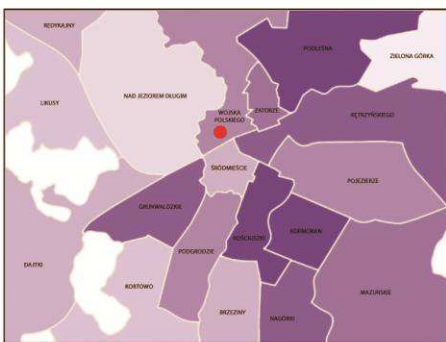 REDYKAJNY
PODLEŚNA
ZIELONA GÓRKA
LIKUSY
NAD JEZIOREM DŁUGIM
ZATORZE
WOJSKA
POLSKIEGO
KĘTRZYŃSKIEGO
ŚRÓDMIEŚCIE
POJEZIERZE
GRUNWALDZKIE
KOŚCIUSZKI
KORMORAN
PODGRODZIE
DAJTKI
KORTOWO
MAZURSKIE
BRZEZINY
NAGÓRKI